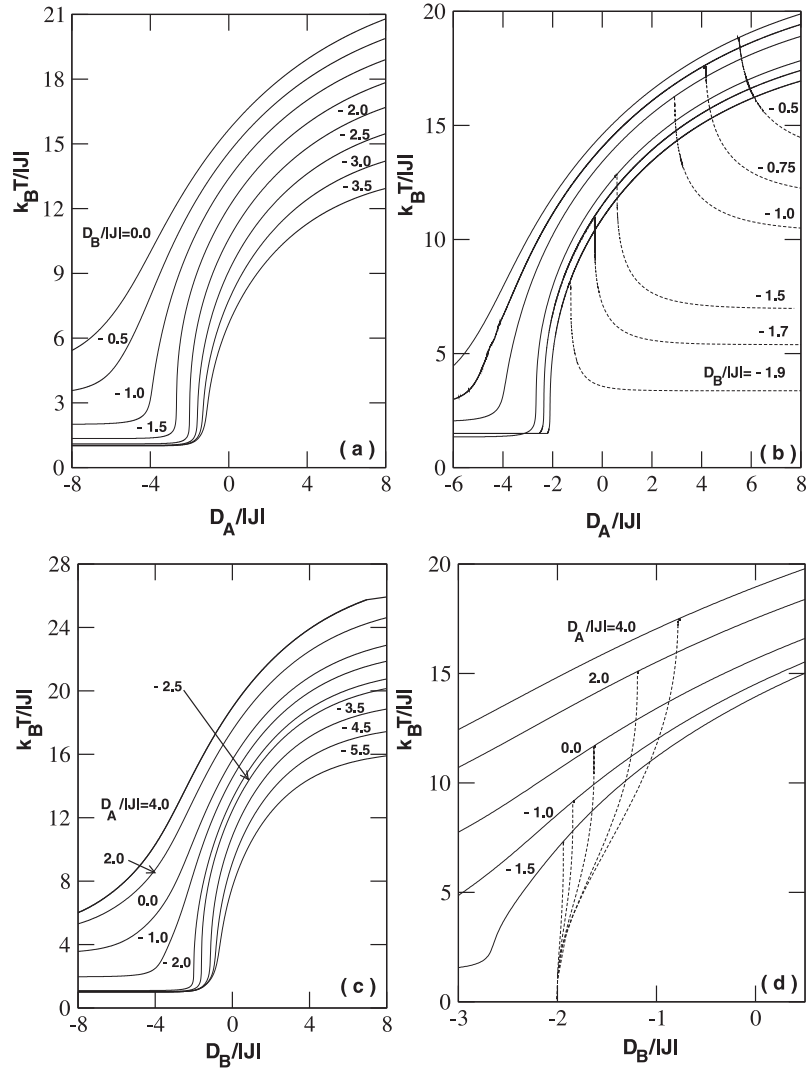 21
18
15
12
9
6
3
0
k_B T/|J|
D_B/|J|=0.0
- 0.5
- 1.0
- 1.5
- 2.0
- 2.5
- 3.0
- 3.5
( a )
-8 -4 0 4 8
D_A/|J|
20
15
10
5
0
k_B T/|J|
- 0.5
- 0.75
- 1.0
- 1.5
- 1.7
D_B/|J|= - 1.9
( b )
-6 -4 -2 0 2 4 6 8
D_A/|J|
28
24
20
16
12
8
4
0
k_B T/|J|
- 2.5
- 3.5
- 4.5
- 5.5
D_A/|J|=4.0
2.0
0.0
- 1.0
- 2.0
( c )
-8 -4 0 4 8
D_B/|J|
20
15
10
5
0
k_B T/|J|
D_A/|J|=4.0
2.0
0.0
- 1.0
- 1.5
( d )
-3 -2 -1 0
D_B/|J|